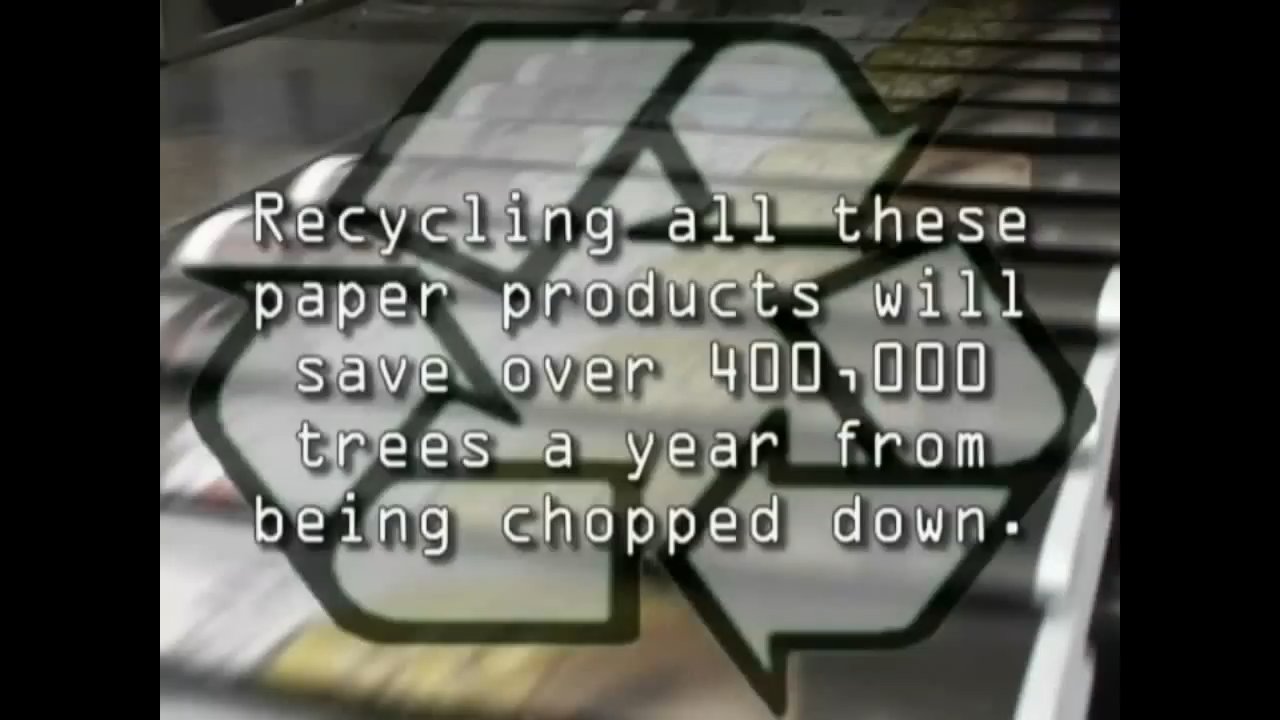 Recycling all these
paper products will
save over 400,000
trees a year from
being chopped down.